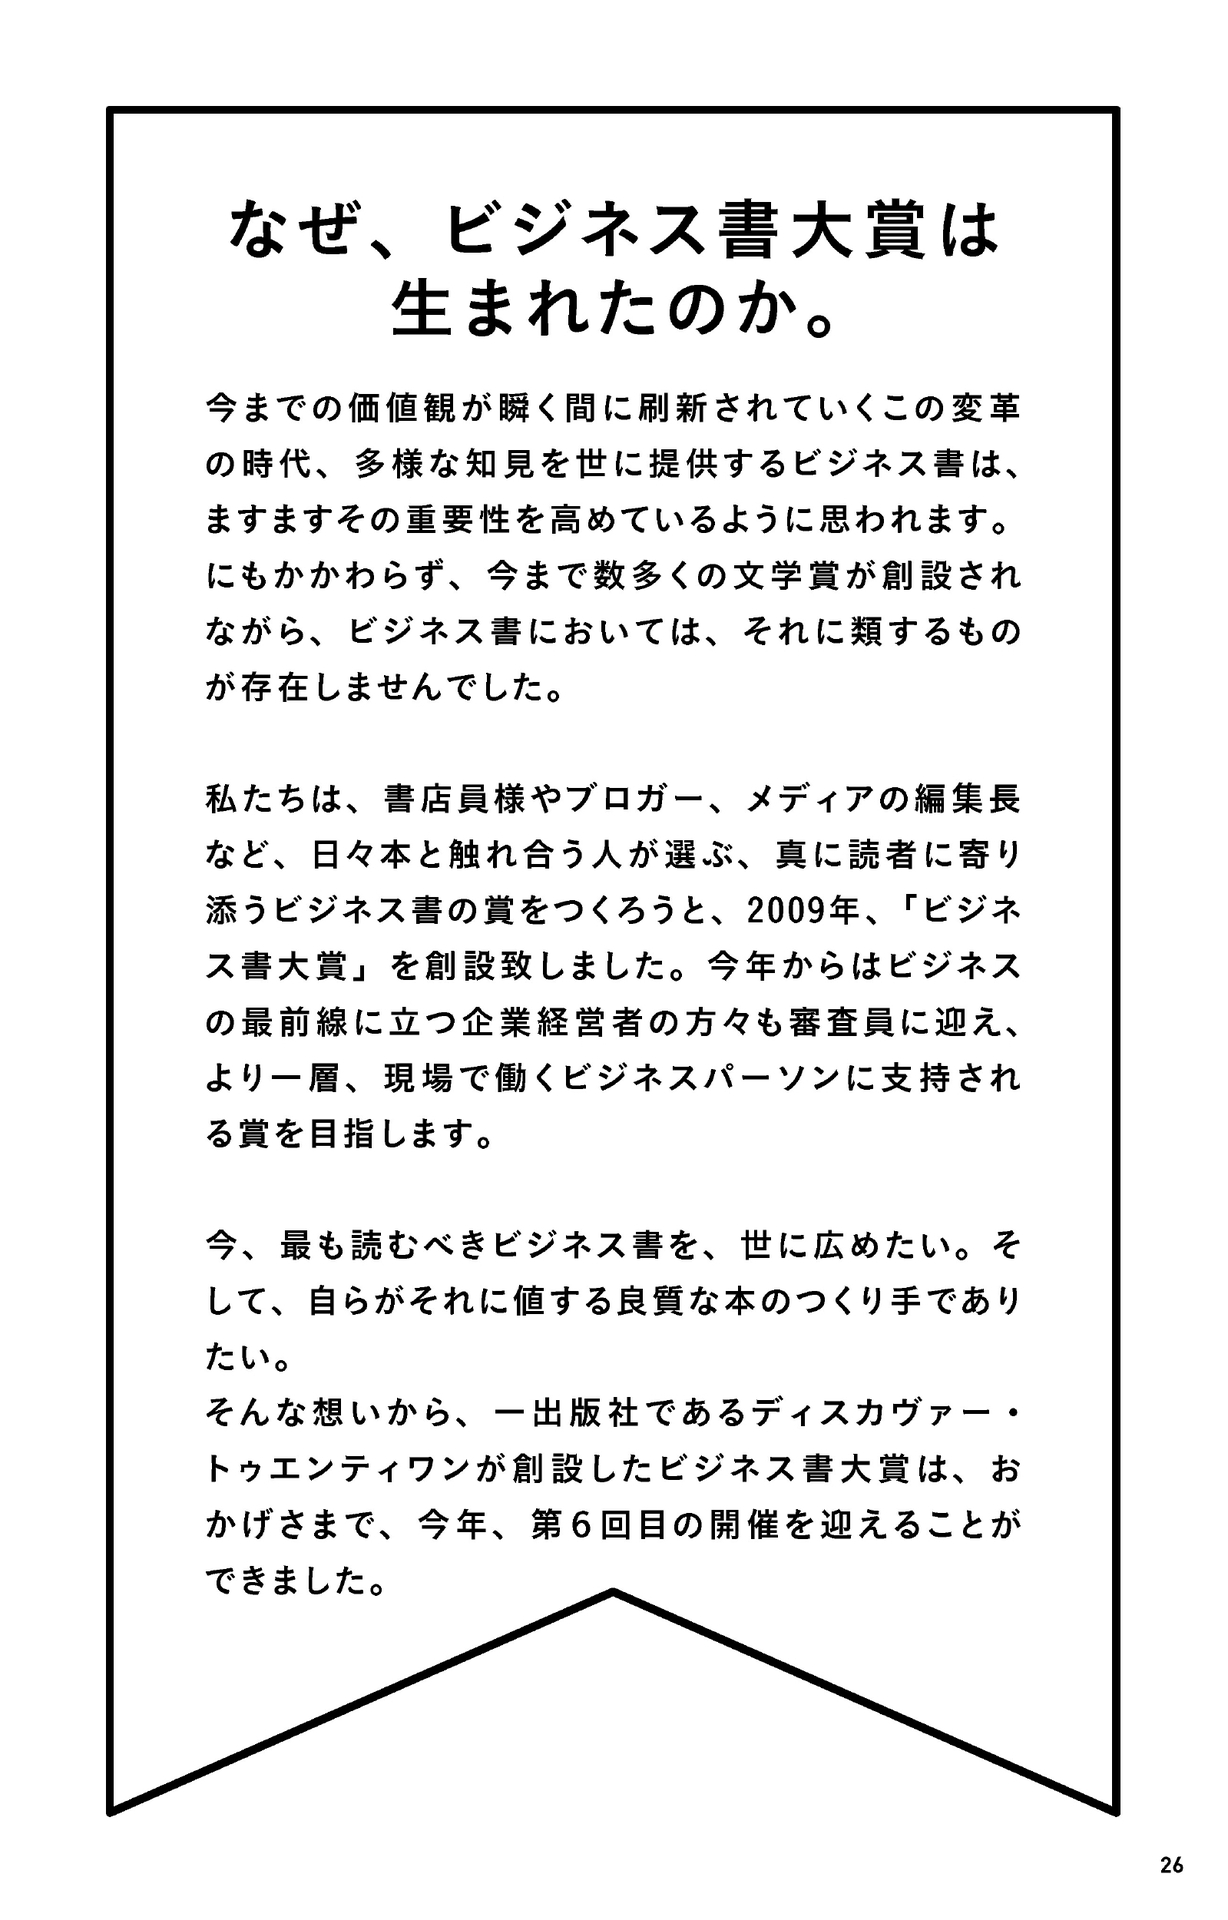 なぜ、ビジネス書大賞は
生まれたのか。
今までの価値観が瞬く間に刷新されていくこの変革
の時代、多様な知見を世に提供するビジネス書は、
ますますその重要性を高めているように思われます。
にもかかわらず、今まで数多くの文学賞が創設され
ながら、ビジネス書においては、それに類するもの
が存在しませんでした。
私たちは、書店員様やブロガー、メディアの編集長
など、日々本と触れ合う人が選ぶ、真に読者に寄り
添うビジネス書の賞をつくろうと、2009年、「ビジネ
ス書大賞」を創設致しました。今年からはビジネス
の最前線に立つ企業経営者の方々も審査員に迎え、
より一層、現場で働くビジネスパーソンに支持され
る賞を目指します。
今、最も読むべきビジネス書を、世に広めたい。そ
して、自らがそれに値する良質な本のつくり手であり
たい。
そんな想いから、一出版社であるディスカヴァー・
トゥエンティワンが創設したビジネス書大賞は、お
かげさまで、今年、第６回目の開催を迎えることが
できました。
26